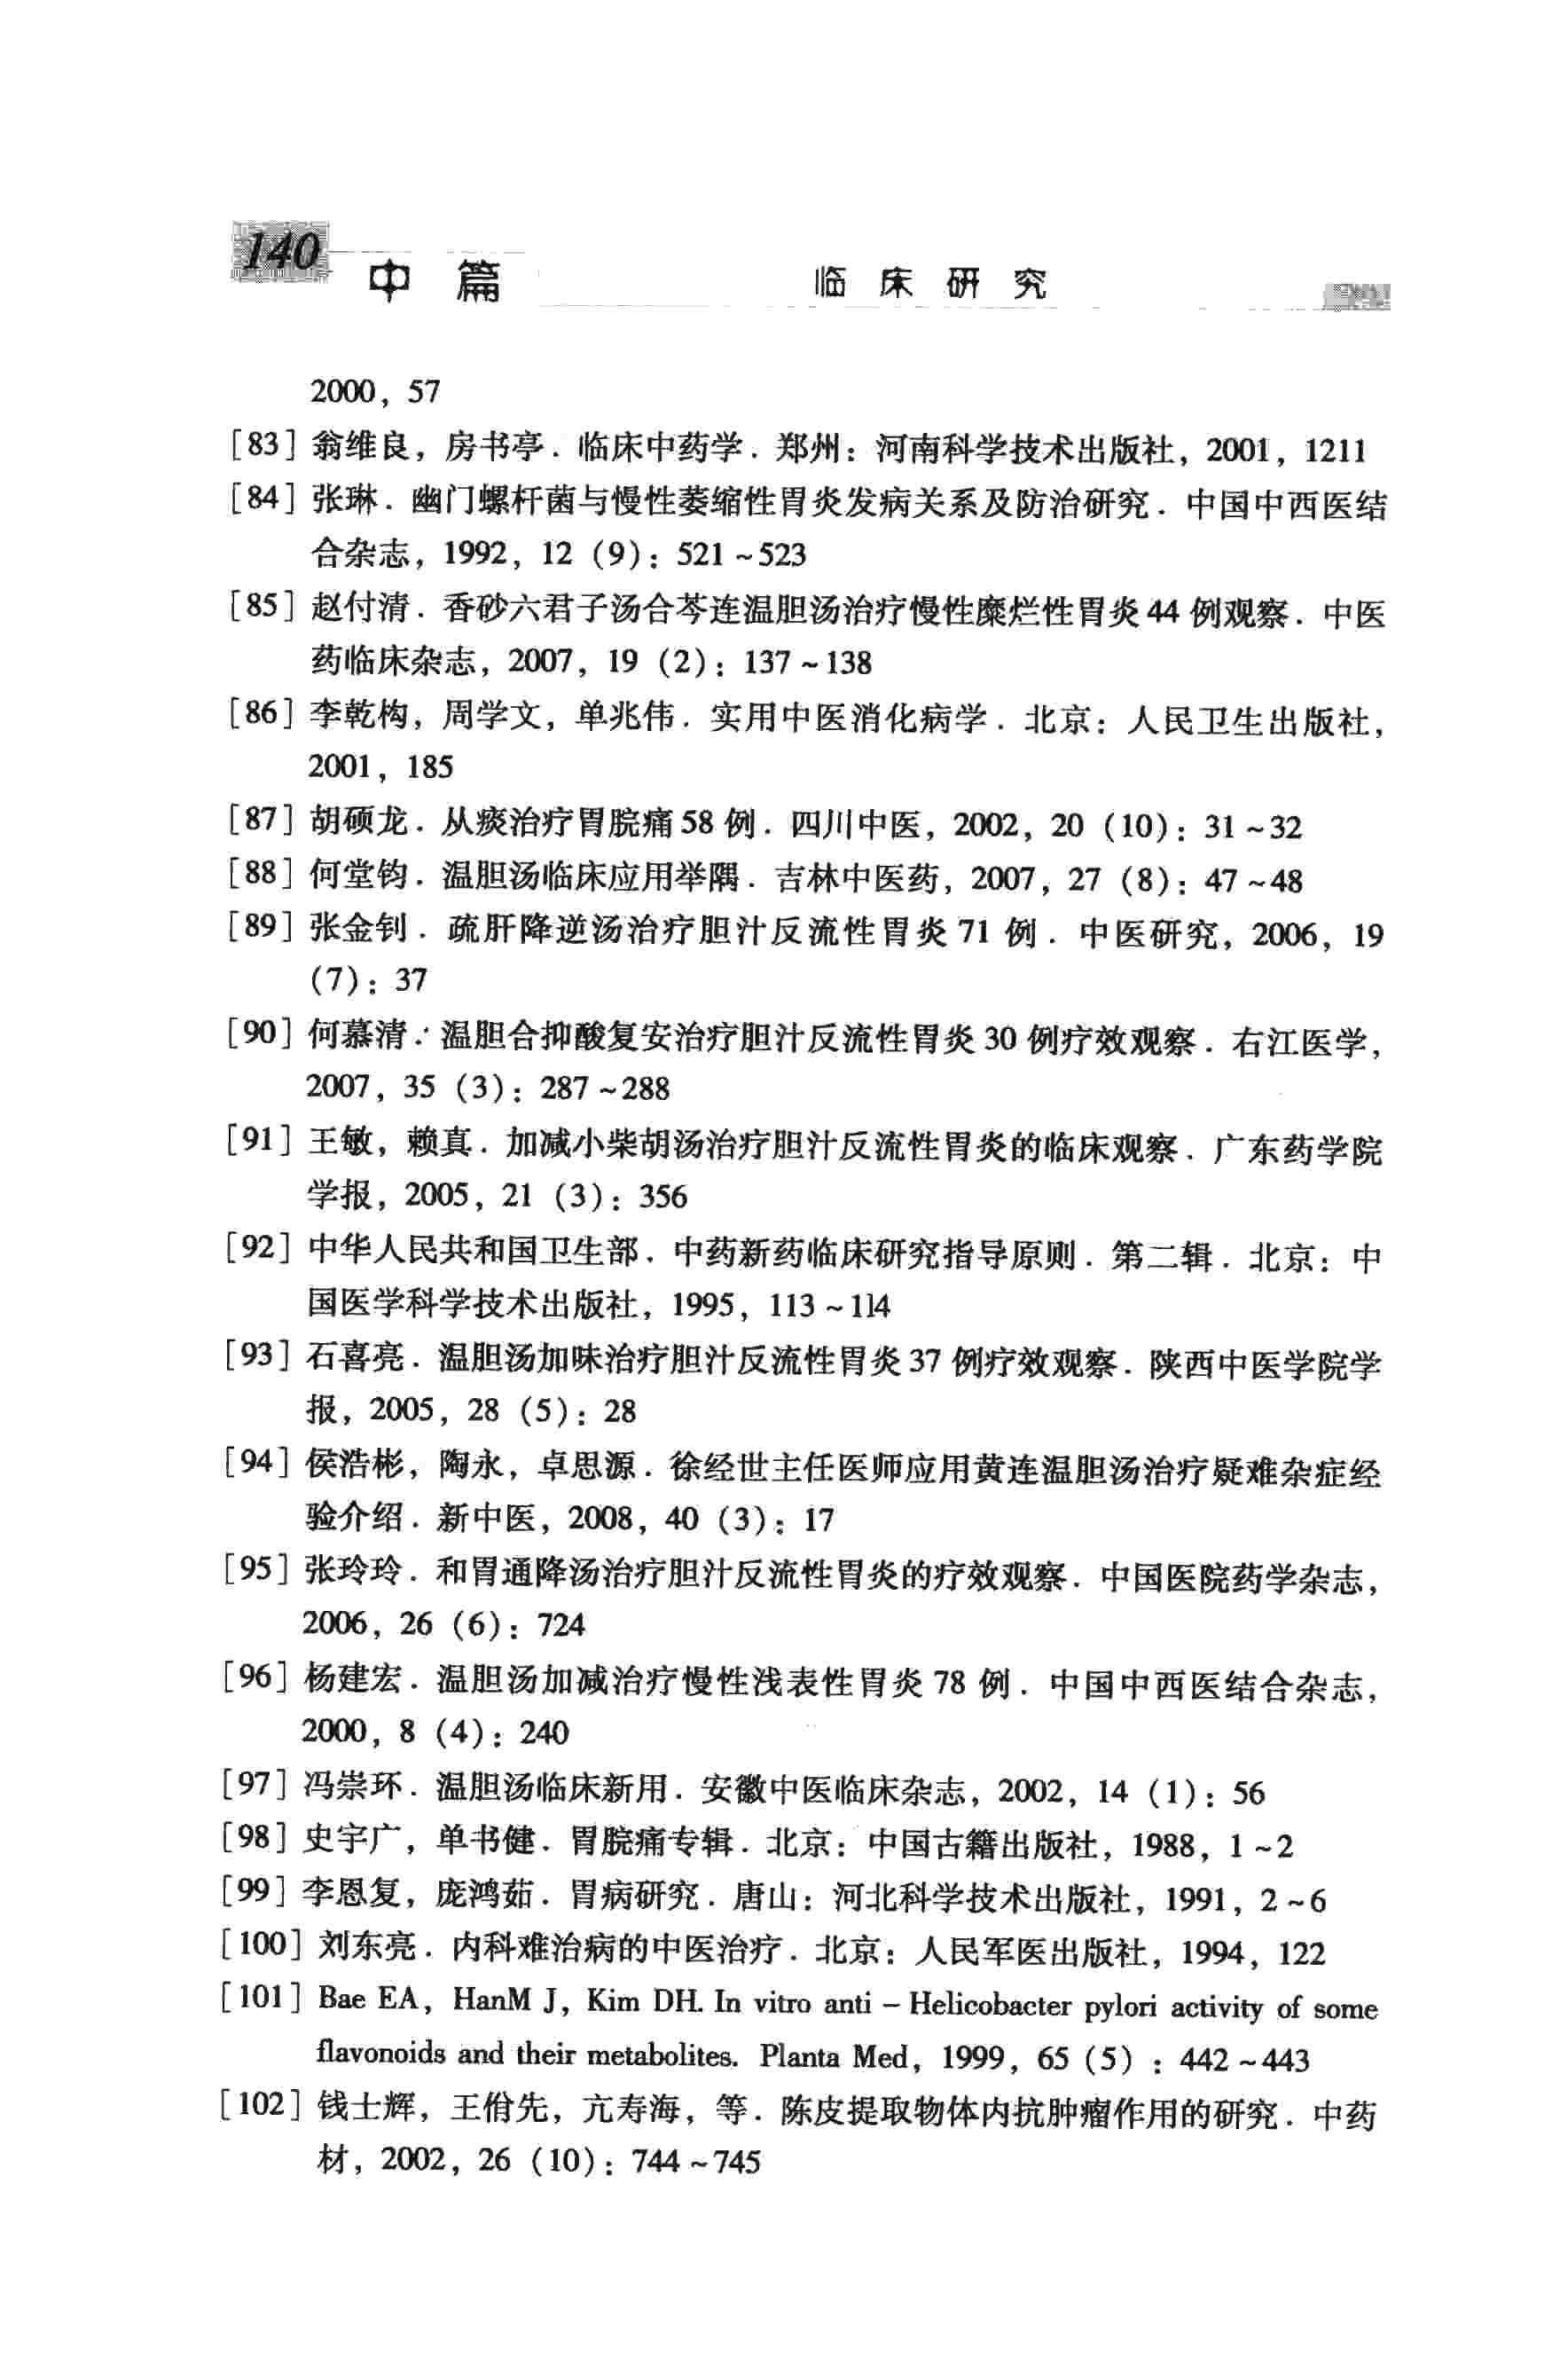 140
中 篇 临 床 研 究
2000, 57
[83] 翁维良, 房书亭. 临床中药学. 郑州: 河南科学技术出版社, 2001, 1211
[84] 张琳. 幽门螺杆菌与慢性萎缩性胃炎发病关系及防治研究. 中国中西医结
合杂志, 1992, 12 (9): 521~523
[85] 赵付清. 香砂六君子汤合芩连温胆汤治疗慢性糜烂性胃炎44 例观察. 中医
药临床杂志, 2007, 19 (2): 137~138
[86] 李乾构, 周学文, 单兆伟. 实用中医消化病学. 北京: 人民卫生出版社,
2001, 185
[87] 胡硕龙. 从痰治疗胃脘痛58 例. 四川中医, 2002, 20 (10): 31~32
[88] 何堂钧. 温胆汤临床应用举隅. 吉林中医药, 2007, 27 (8): 47~48
[89] 张金钊. 疏肝降逆汤治疗胆汁反流性胃炎 71 例. 中医研究, 2006, 19
(7): 37
[90] 何慕清. 温胆合抑酸复安治疗胆汁反流性胃炎 30 例疗效观察. 右江医学,
2007, 35 (3): 287~288
[91] 王敏, 赖真. 加减小柴胡汤治疗胆汁反流性胃炎的临床观察. 广东药学院
学报, 2005, 21 (3): 356
[92] 中华人民共和国卫生部. 中药新药临床研究指导原则. 第二辑. 北京: 中
国医学科学技术出版社, 1995, 113~114
[93] 石喜亮. 温胆汤加味治疗胆汁反流性胃炎 37 例疗效观察. 陕西中医学院学
报, 2005, 28 (5): 28
[94] 侯浩彬, 陶永, 卓思源. 徐经世主任医师应用黄连温胆汤治疗疑难杂症经
验介绍. 新中医, 2008, 40 (3): 17
[95] 张玲玲. 和胃通降汤治疗胆汁反流性胃炎的疗效观察. 中国医院药学杂志,
2006, 26 (6): 724
[96] 杨建宏. 温胆汤加减治疗慢性浅表性胃炎 78 例. 中国中西医结合杂志,
2000, 8 (4): 240
[97] 冯崇环. 温胆汤临床新用. 安徽中医临床杂志, 2002, 14 (1): 56
[98] 史宇广, 单书健. 胃脘痛专辑. 北京: 中国古籍出版社, 1988, 1~2
[99] 李恩复, 庞鸿茹. 胃病研究. 唐山: 河北科学技术出版社, 1991, 2~6
[100] 刘东亮. 内科难治病的中医治疗. 北京: 人民军医出版社, 1994, 122
[101] Bae EA, HanM J, Kim DH. In vitro anti - Helicobacter pylori activity of some
flavonoids and their metabolites. Planta Med, 1999, 65 (5) : 442~443
[102] 钱士辉, 王佾先, 亢寿海, 等. 陈皮提取物体内抗肿瘤作用的研究. 中药
材, 2002, 26 (10): 744~745